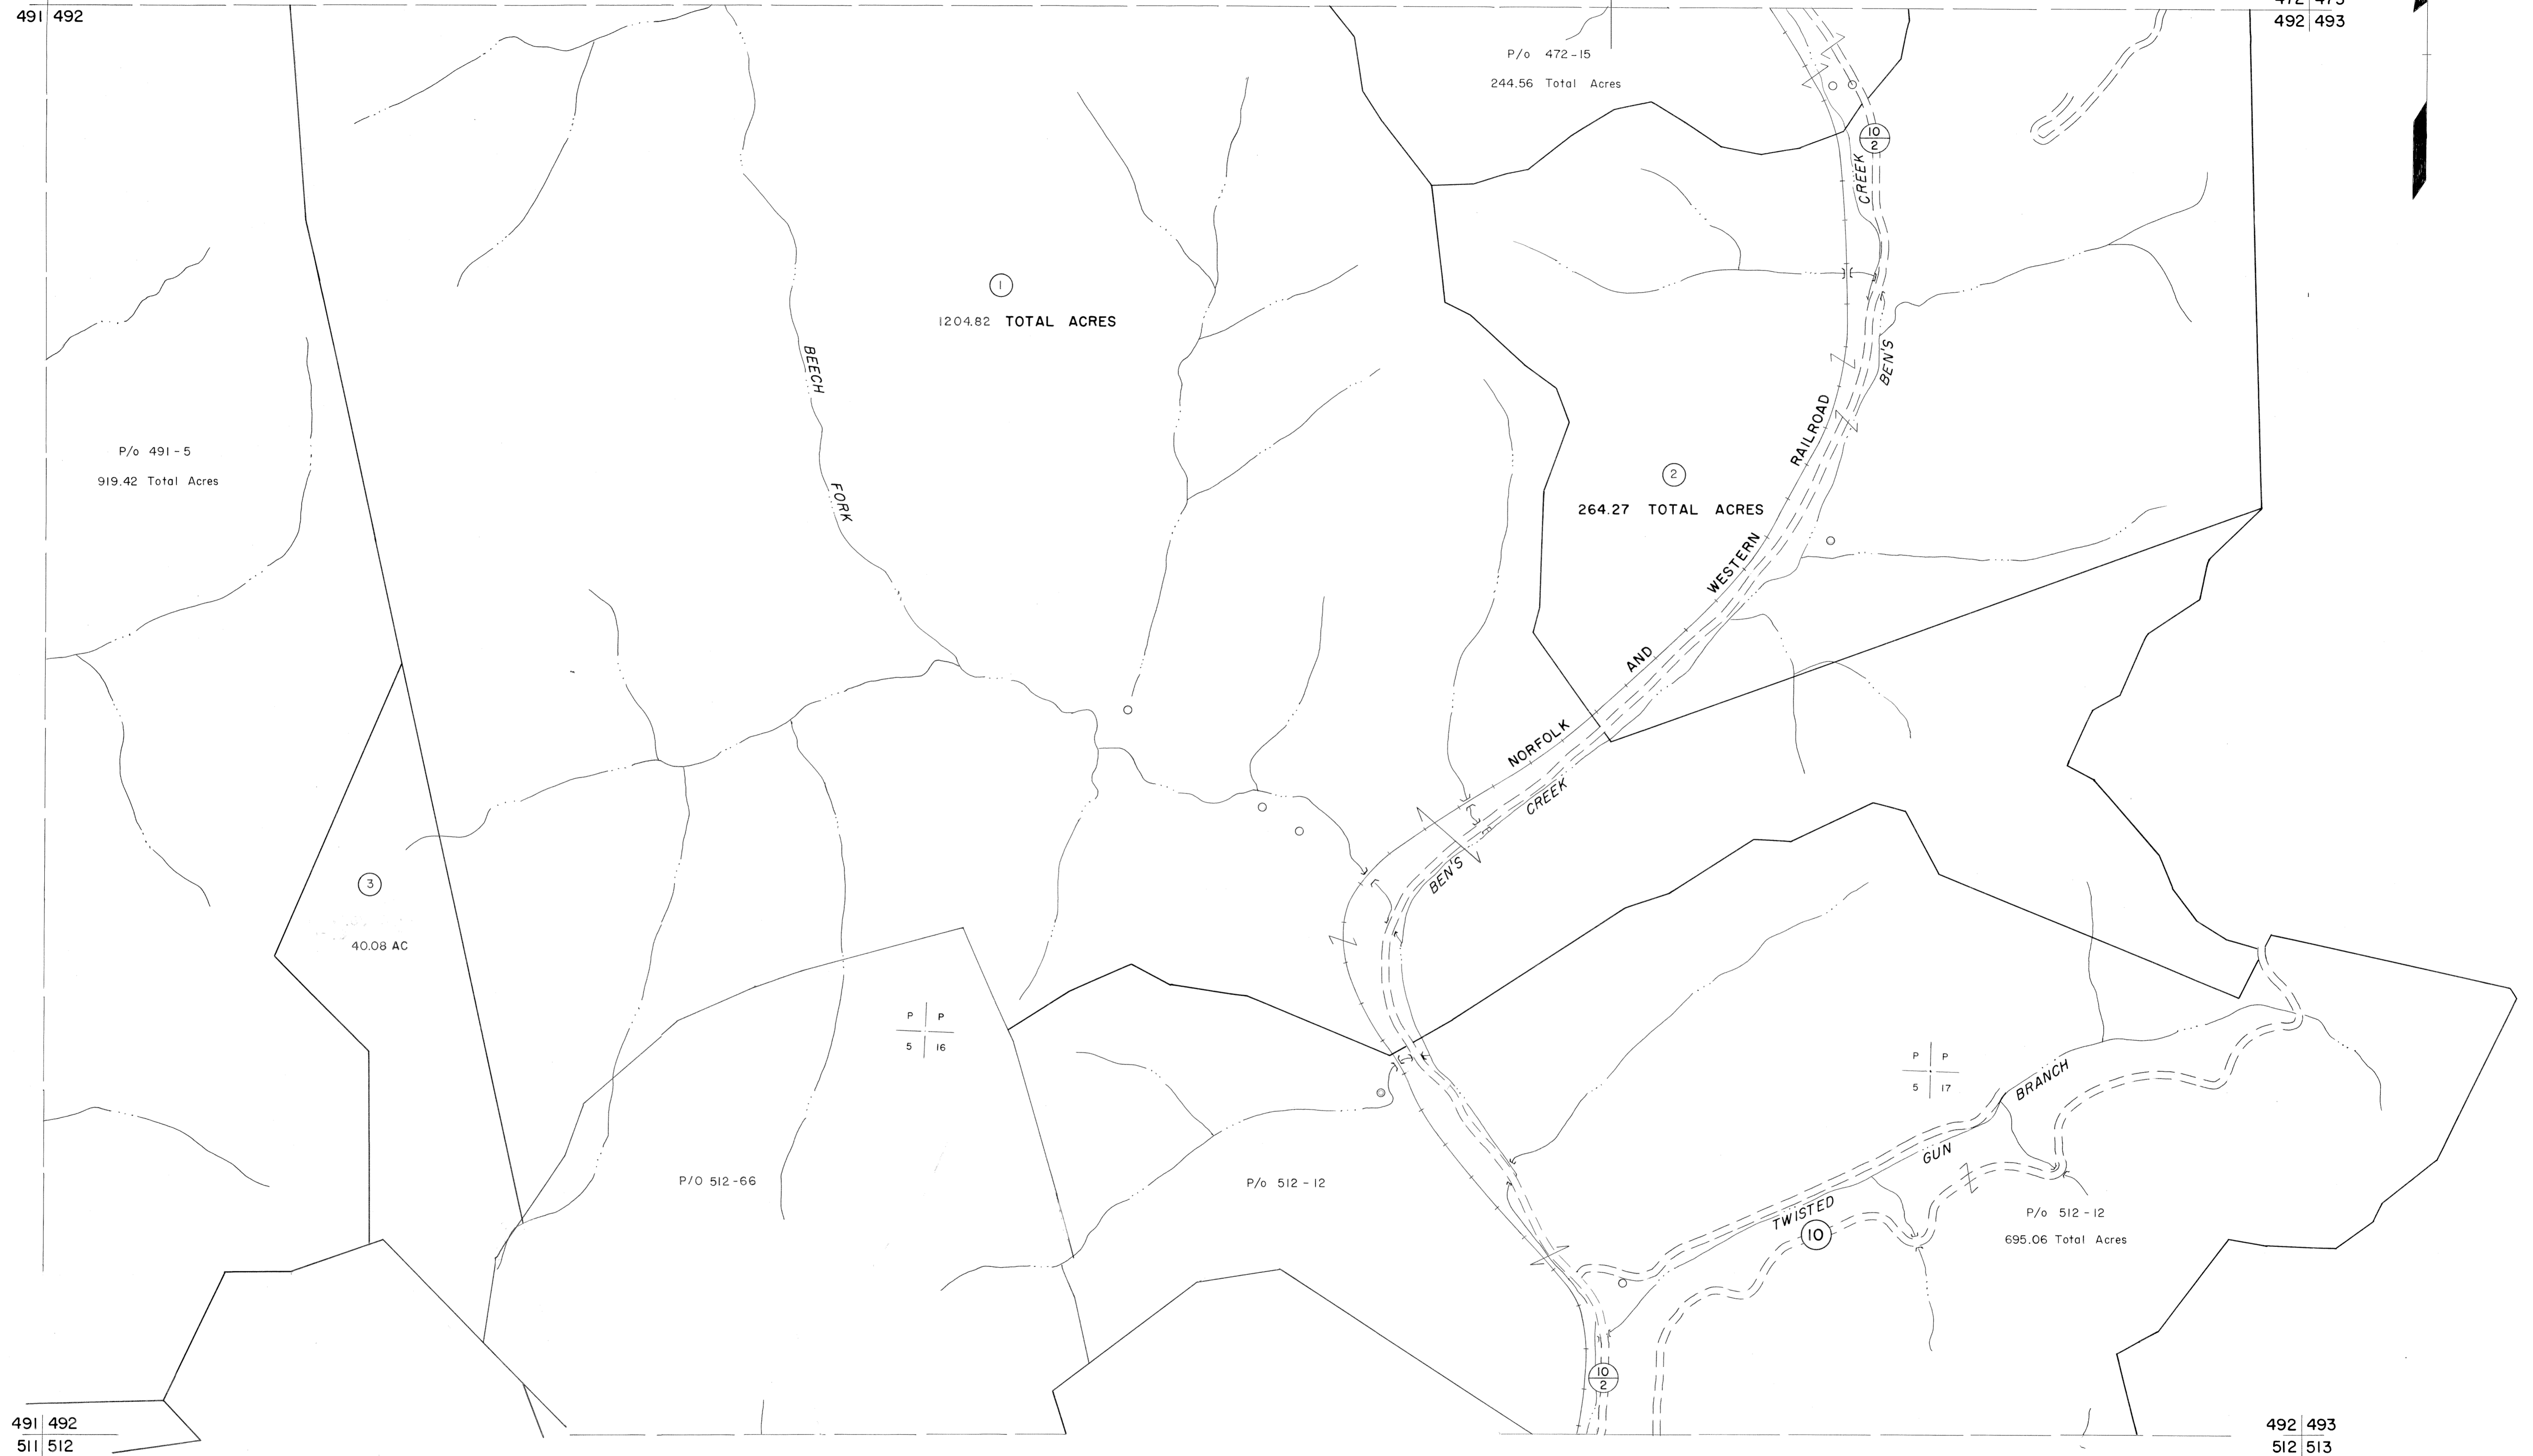 491 492
472 473
492 493
P/o 472-15
244.56 Total Acres
10
2
CREEK
1
1204.82 TOTAL ACRES
BEECH
FORK
BEN'S
RAILROAD
P/o 491-5
919.42 Total Acres
2
264.27 TOTAL ACRES
WESTERN
AND
NORFOLK
CREEK
BEN'S
3
40.08 AC
P P
5 16
P P
5 17
BRANCH
GUN
TWISTED
10
P/O 512-66
P/o 512-12
P/o 512-12
695.06 Total Acres
10
2
491 492
511 512
492 493
512 513